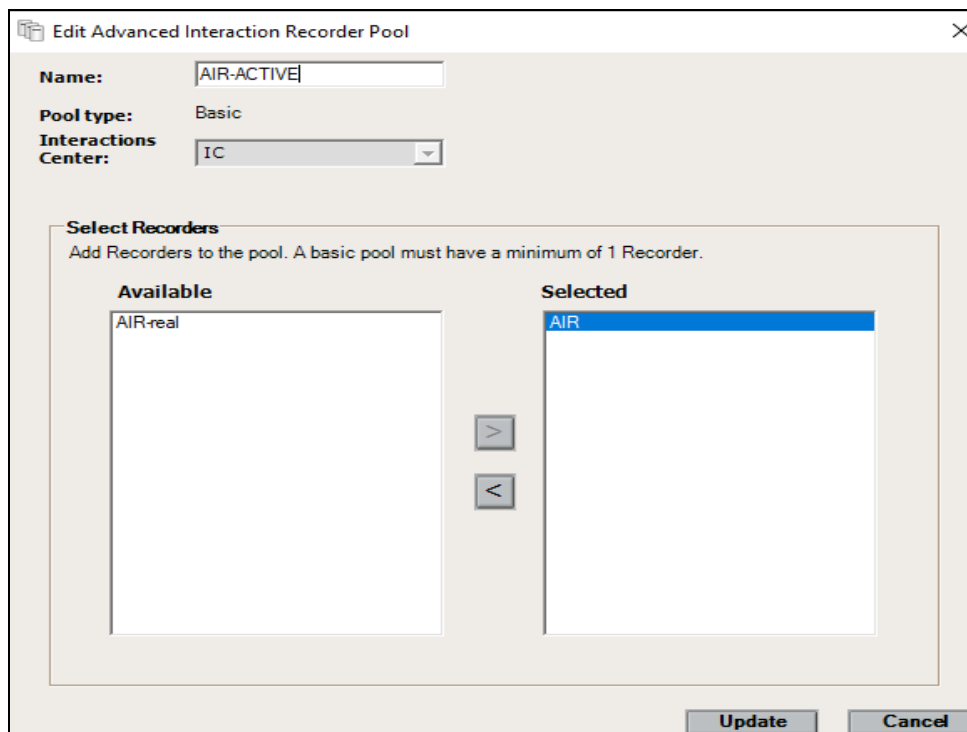 Edit Advanced Interaction Recorder Pool
Name: AIR-ACTIVE
Pool type: Basic
Interactions
Center: IC
Select Recorders
Add Recorders to the pool. A basic pool must have a minimum of 1 Recorder.
Available Selected
AIR-real AIR
>
<
Update Cancel